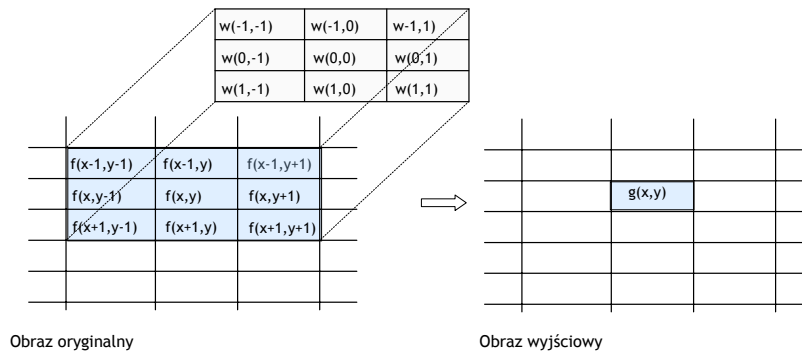 w(-1,-1) w(-1,0) w-1,1)
w(0,-1) w(0,0) w(0,1)
w(1,-1) w(1,0) w(1,1)
f(x-1,y-1) f(x-1,y) f(x-1,y+1)
f(x,y-1) f(x,y) f(x,y+1)
f(x+1,y-1) f(x+1,y) f(x+1,y+1)
g(x,y)
Obraz oryginalny
Obraz wyjściowy